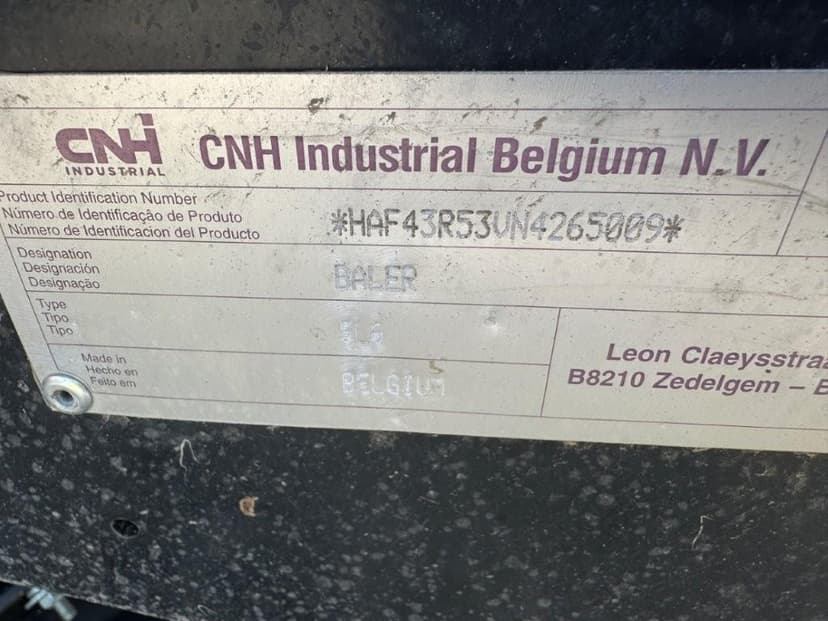 CNH
INDUSTRIAL
CNH Industrial Belgium N.V.
Product Identification Number
Número de Identificação de Produto
Número de Identificacion del Producto
*HAF43R53VN4265009*
Designation
Designación
Designação
BALER
Type
Tipo
Tipo
Made in
Hecho en
Feito em
BELGIUM
Leon Claeysstraa
B8210 Zedelgem –